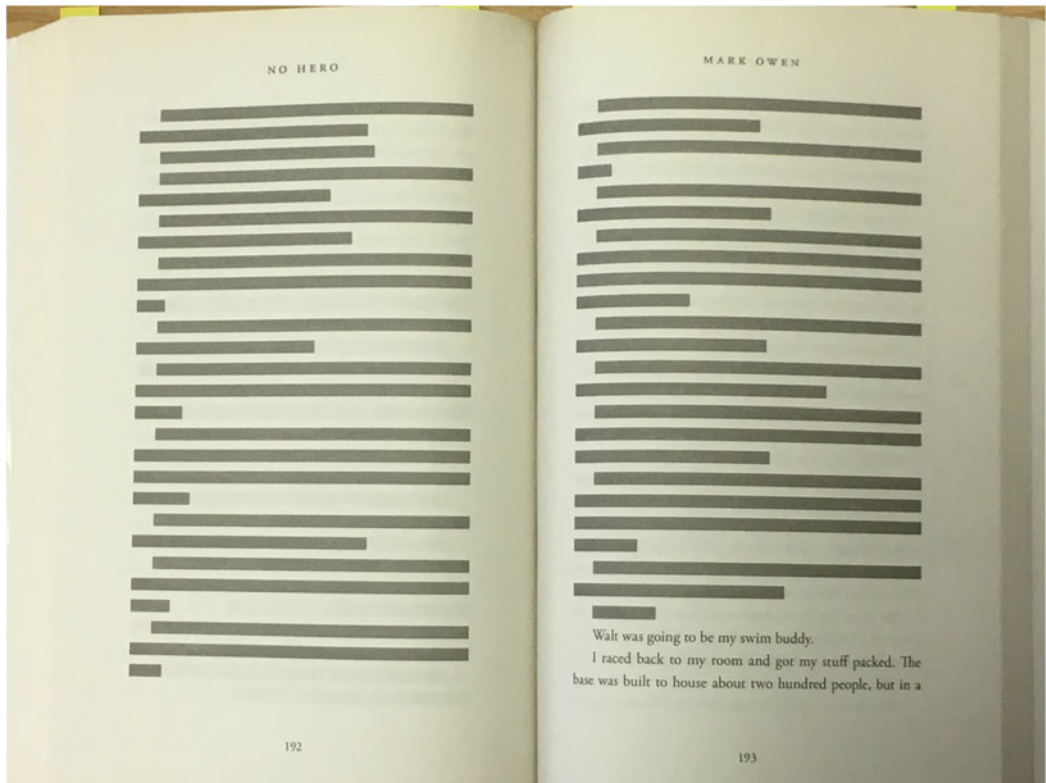 NO HERO
192
MARK OWEN
Walt was going to be my swim buddy.
I raced back to my room and got my stuff packed. The
base was built to house about two hundred people, but in a
193